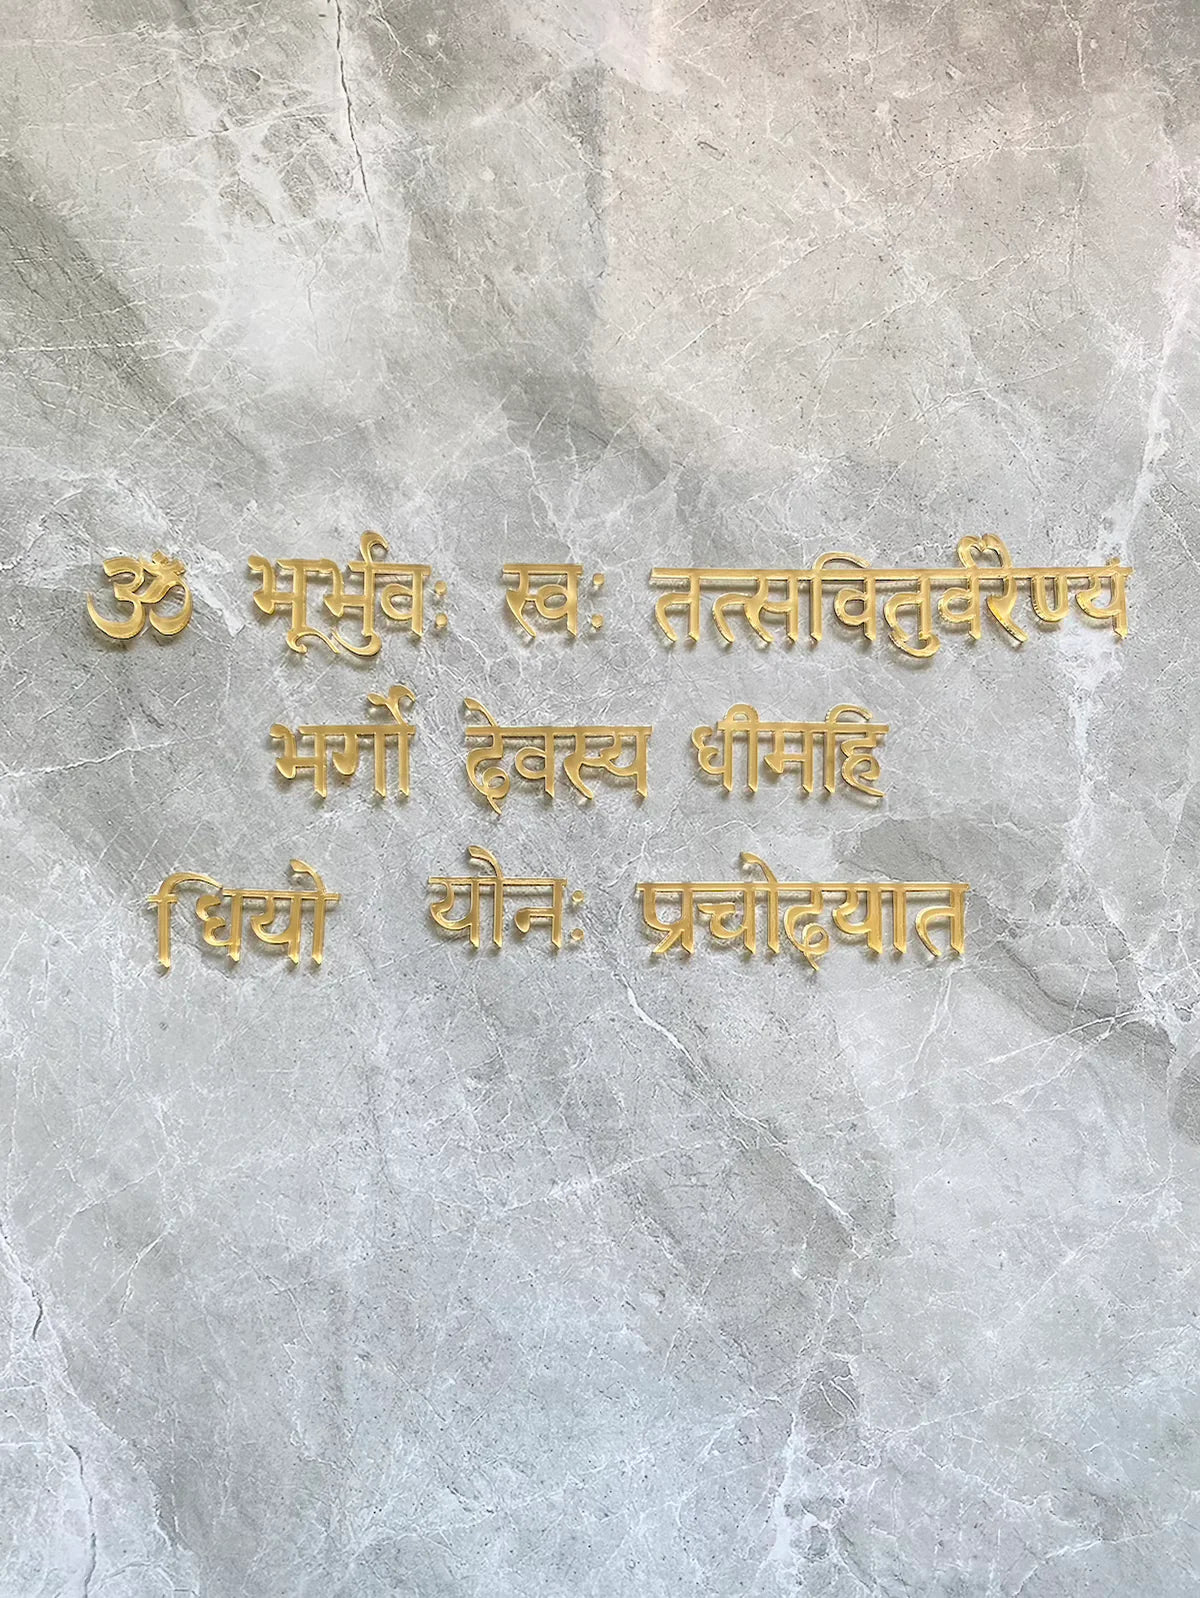 ॐ भूर्भुवः स्वः तत्सवितुर्वरेण्यं
भर्गो देवस्य धीमहि
धियो योनः प्रचोदयात